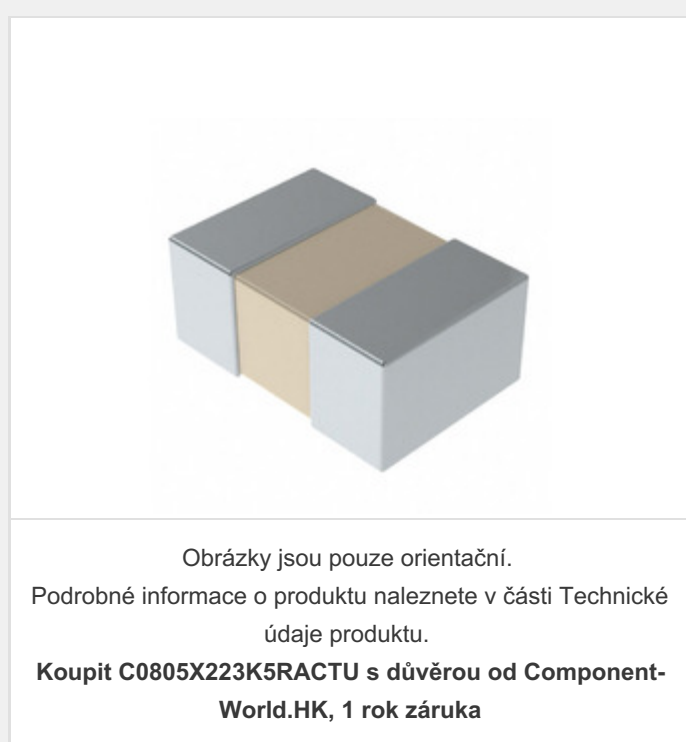 Obrázky jsou pouze orientační.
Podrobné informace o produktu naleznete v části Technické
údaje produktu.
Koupit C0805X223K5RACTU s důvěrou od Component-
World.HK, 1 rok záruka